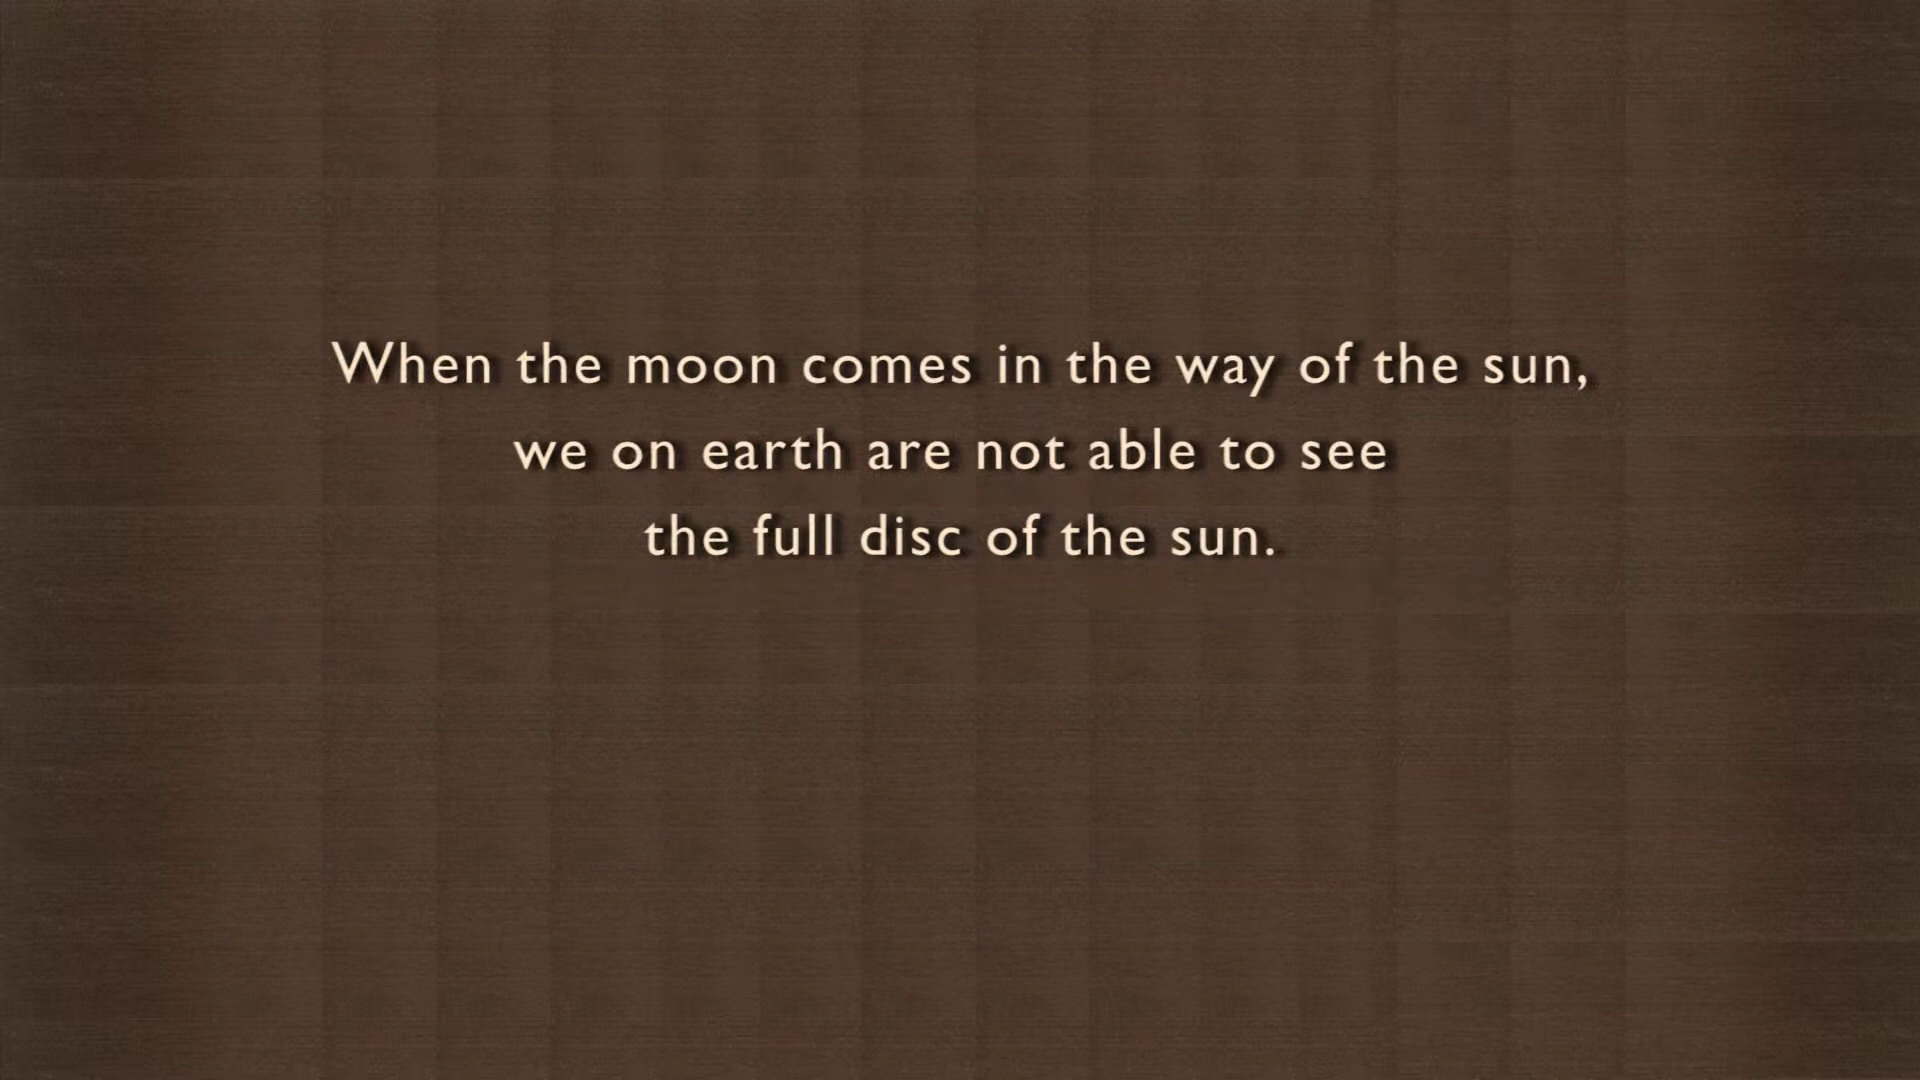 When the moon comes in the way of the sun,
we on earth are not able to see
the full disc of the sun.